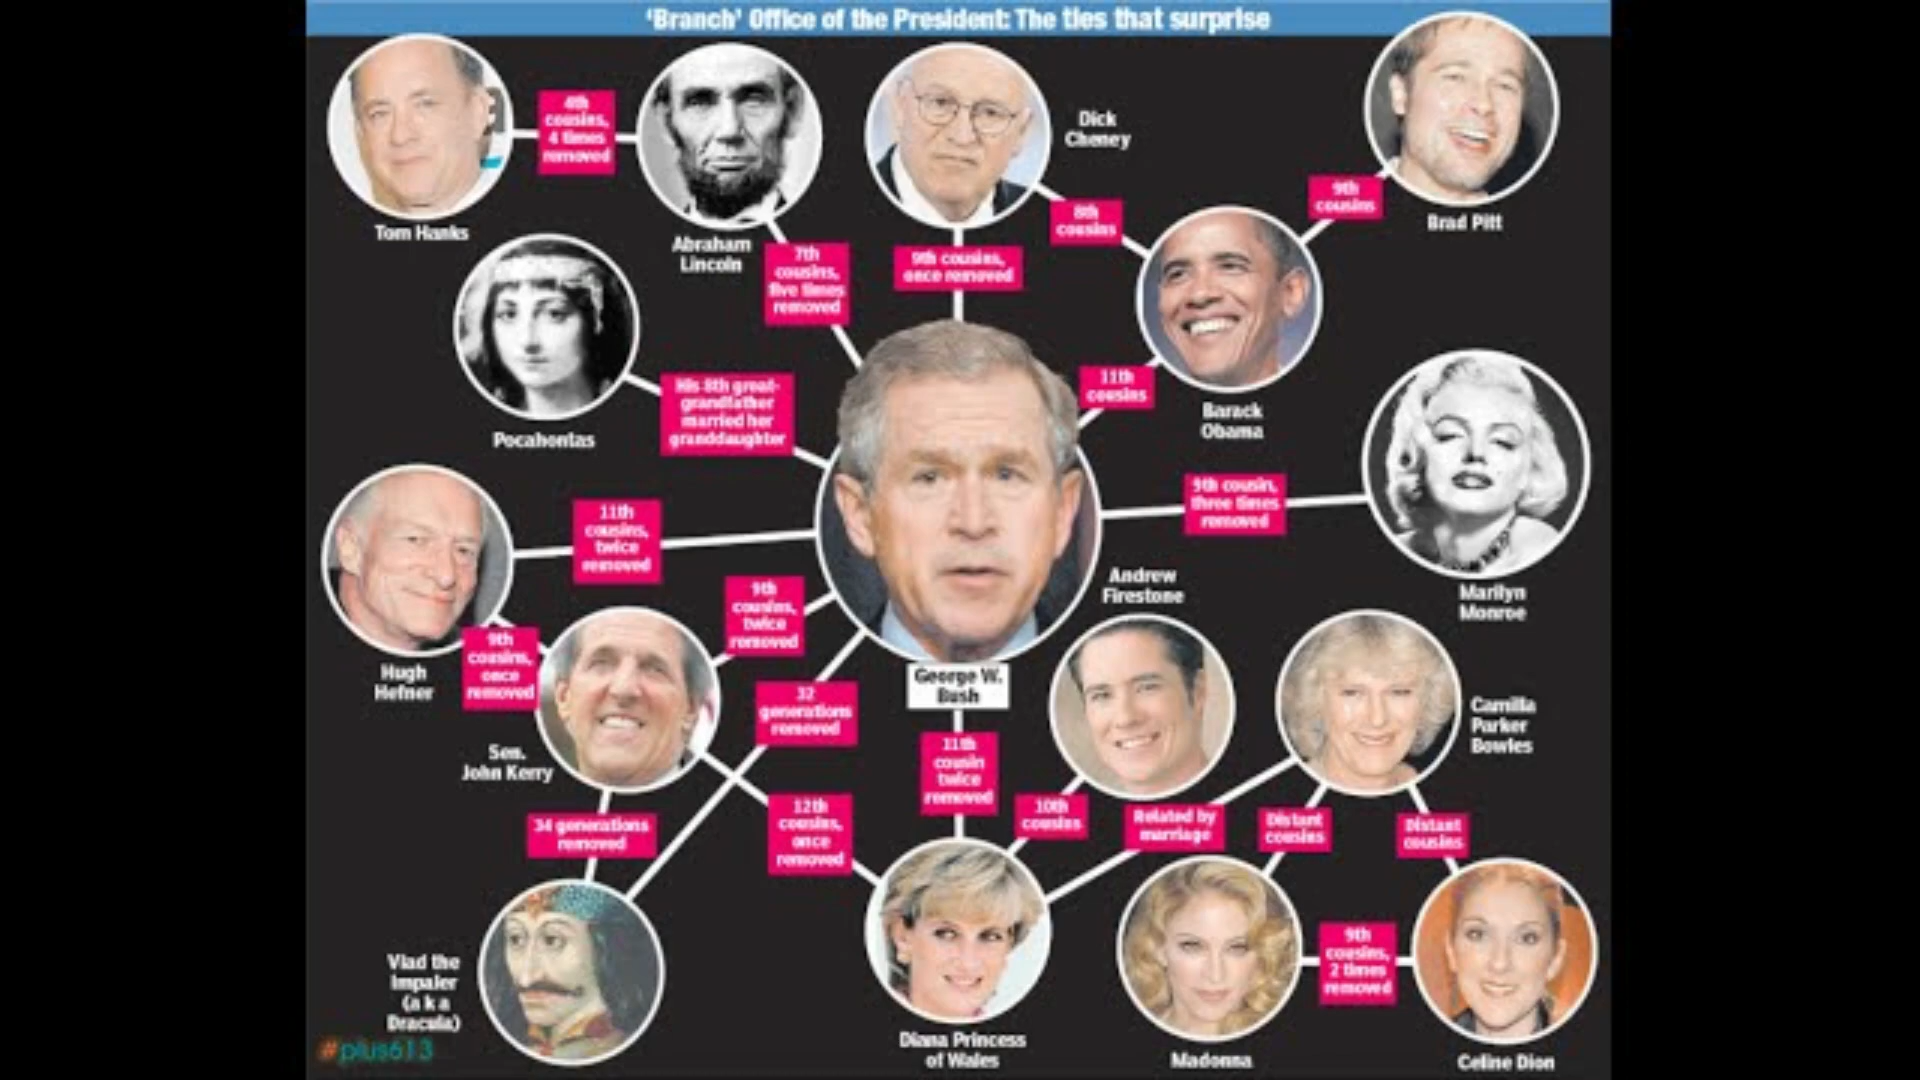 ‘Branch’ Office of the President: The ties that surprise
4th
cousins,
4 times
removed
Tom Hanks
Abraham
Lincoln
7th
cousins,
five times
removed
9th cousins,
once removed
Dick
Cheney
8th
cousins
9th
cousins
Brad Pitt
Pocahontas
His 8th great-
grandfather
married her
granddaughter
11th
cousins
Barack
Obama
9th cousin,
three times
removed
Marilyn
Monroe
11th
cousins,
twice
removed
Hugh
Hefner
9th
cousins,
once
removed
9th
cousins,
twice
removed
Sen.
John Kerry
32
generations
removed
George W.
Bush
Andrew
Firestone
Camilla
Parker
Bowles
11th
cousin
twice
removed
34 generations
removed
12th
cousins,
once
removed
10th
cousins
Related by
marriage
Distant
cousins
Distant
cousins
Vlad the
Impaler
(a k a
Dracula)
Diana Princess
of Wales
Madonna
9th
cousins,
2 times
removed
Celine Dion
#plus613